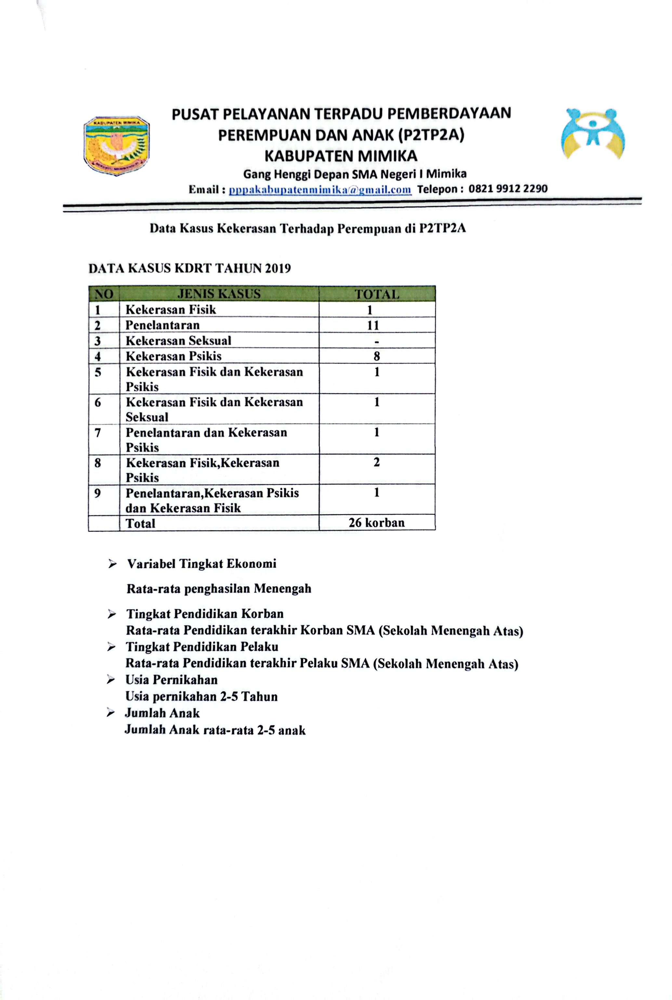 PUSAT PELAYANAN TERPADU PEMBERDAYAAN
PEREMPUAN DAN ANAK (P2TP2A)
KABUPATEN MIMIKA
Gang Henggi Depan SMA Negeri I Mimika
Email : pppakabupatenmimika@gmail.com Telepon : 0821 9912 2290
KABUPATEN MIMIKA
Data Kasus Kekerasan Terhadap Perempuan di P2TP2A
DATA KASUS KDRT TAHUN 2019
NO JENIS KASUS TOTAL
1 Kekerasan Fisik 1
2 Penelantaran 11
3 Kekerasan Seksual -
4 Kekerasan Psikis 8
5 Kekerasan Fisik dan Kekerasan 1
Psikis
6 Kekerasan Fisik dan Kekerasan 1
Seksual
7 Penelantaran dan Kekerasan 1
Psikis
8 Kekerasan Fisik,Kekerasan 2
Psikis
9 Penelantaran,Kekerasan Psikis 1
dan Kekerasan Fisik
Total 26 korban
➢ Variabel Tingkat Ekonomi
Rata-rata penghasilan Menengah
➢ Tingkat Pendidikan Korban
Rata-rata Pendidikan terakhir Korban SMA (Sekolah Menengah Atas)
➢ Tingkat Pendidikan Pelaku
Rata-rata Pendidikan terakhir Pelaku SMA (Sekolah Menengah Atas)
➢ Usia Pernikahan
Usia pernikahan 2-5 Tahun
➢ Jumlah Anak
Jumlah Anak rata-rata 2-5 anak